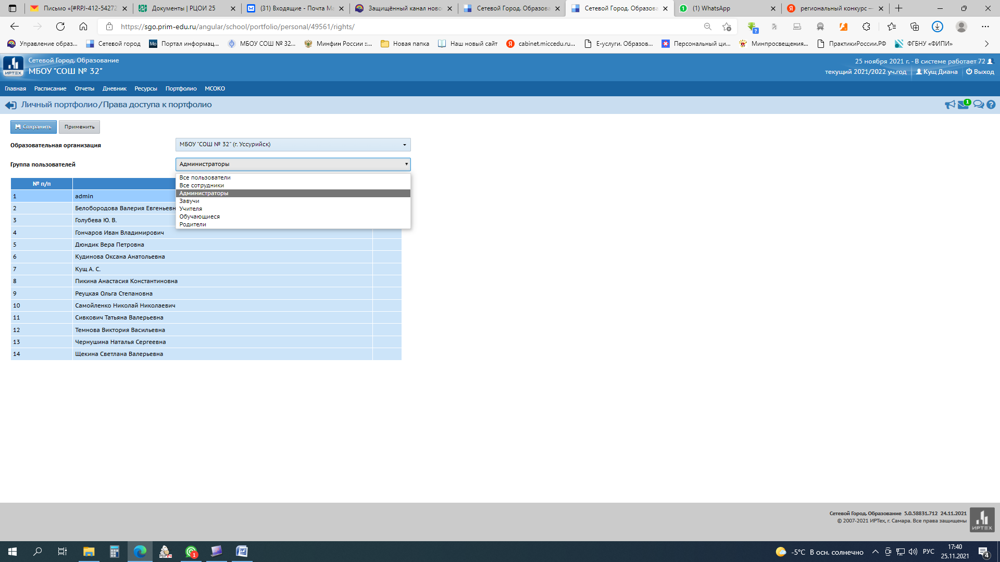 Письмо «[#RPJ-412-54272
Документы | РЦОИ 25
(31) Входящие - Почта Ma
Защищённый канал ново
Сетевой Город. Образова
Сетевой Город. Образова
(1) WhatsApp
региональный конкурс —
https://sgo.prim-edu.ru/angular/school/portfolio/personal/49561/rights/
Управление образ...
Сетевой город
Mo Портал информац...
МБОУ СОШ № 32...
Минфин России ::...
Новая папка
Наш новый сайт
cabinet.miccedu.ru...
Е-услуги. Образов...
Персональный ци...
Минпросвещения...
ПрактикиРоссии.РФ
ФГБНУ «ФИПИ»
ИРТЕХ
Сетевой Город. Образование
МБОУ "СОШ № 32"
25 ноября 2021 г. - В системе работает 72
текущий 2021/2022 уч.год Кущ Диана Выход
Главная Расписание Отчеты Дневник Ресурсы Портфолио МСОКО
Личный портфолио/Права доступа к портфолио
1
Сохранить Применить
Образовательная организация МБОУ "СОШ № 32" (г. Уссурийск)
Группа пользователей Администраторы
Все пользователи
Все сотрудники
Администраторы
Завучи
Учителя
Обучающиеся
Родители
№ п/п
1 admin
2 Белобородова Валерия Евгеньевн
3 Голубева Ю. В.
4 Гончаров Иван Владимирович
5 Дюндик Вера Петровна
6 Кудинова Оксана Анатольевна
7 Кущ А. С.
8 Пикина Анастасия Константиновна
9 Реуцкая Ольга Степановна
10 Самойленко Николай Николаевич
11 Сивкович Татьяна Валерьевна
12 Темнова Виктория Васильевна
13 Чернушина Наталья Сергеевна
14 Щекина Светлана Валерьевна
Сетевой Город. Образование 5.0.58831.712 24.11.2021
© 2007-2021 ИРТех, г. Самара. Все права защищены
ИРТЕХ
PDF24
1
-5°C В осн. солнечно
РУС
17:40
25.11.2021
4